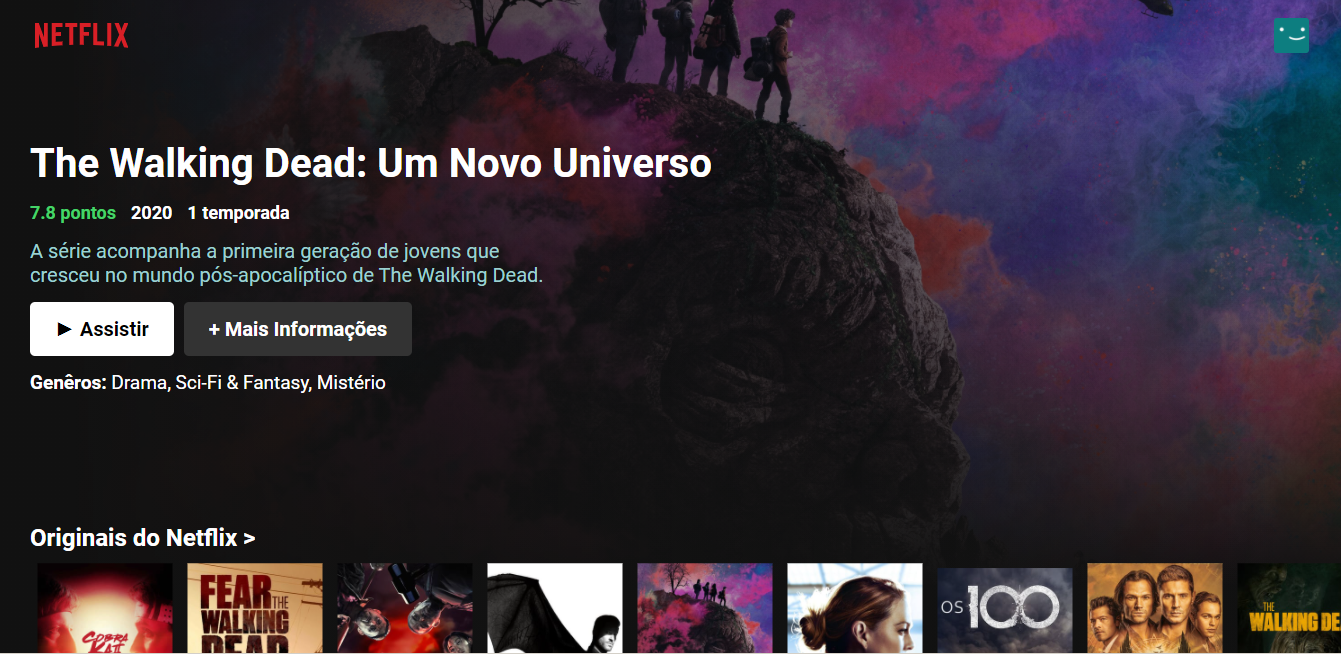 NETFLIX
The Walking Dead: Um Novo Universo
7.8 pontos 2020 1 temporada
A série acompanha a primeira geração de jovens que
cresceu no mundo pós-apocalíptico de The Walking Dead.
► Assistir + Mais Informações
Genêros: Drama, Sci-Fi & Fantasy, Mistério
Originais do Netflix >
COBRA
KAI
FEAR THE
WALKING
DEAD
OS 100
THE
WALKING DE